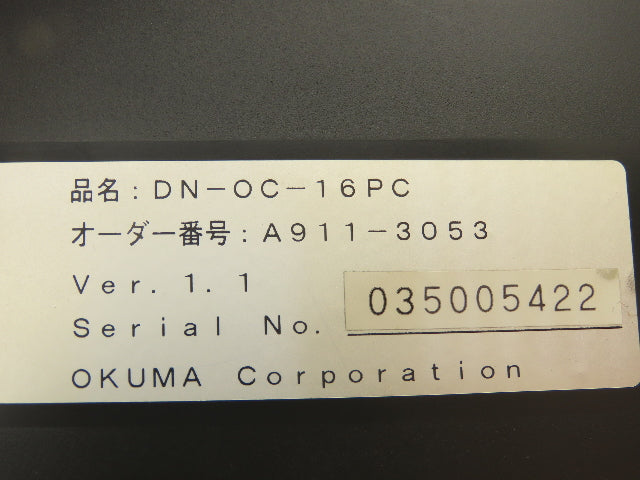 品名：DN－OC－16PC
オーダー番号：A911－3053
Ver. 1. 1
Serial No. 035005422
OKUMA Corporation